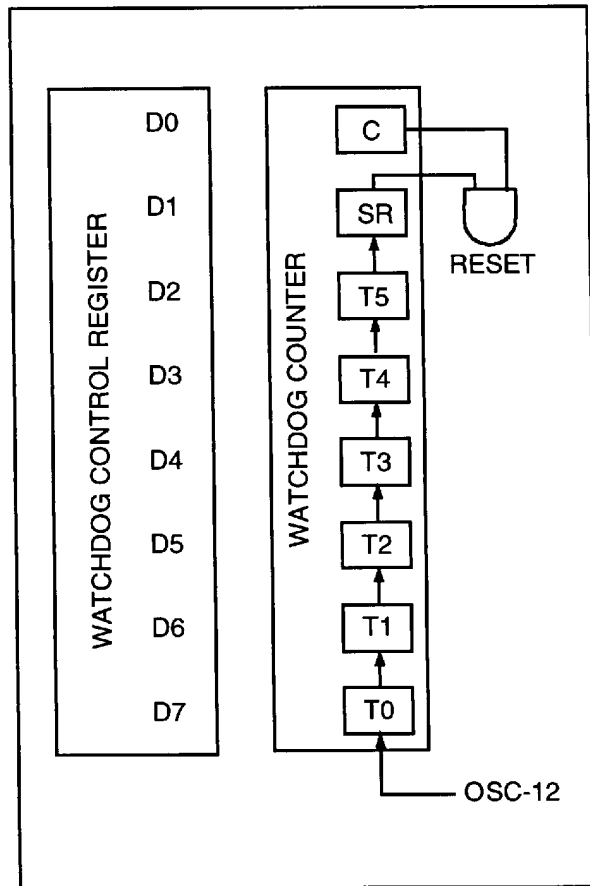 WATCHDOG CONTROL REGISTER
D0
D1
D2
D3
D4
D5
D6
D7
WATCHDOG COUNTER
C
SR
T5
T4
T3
T2
T1
T0
RESET
OSC-12